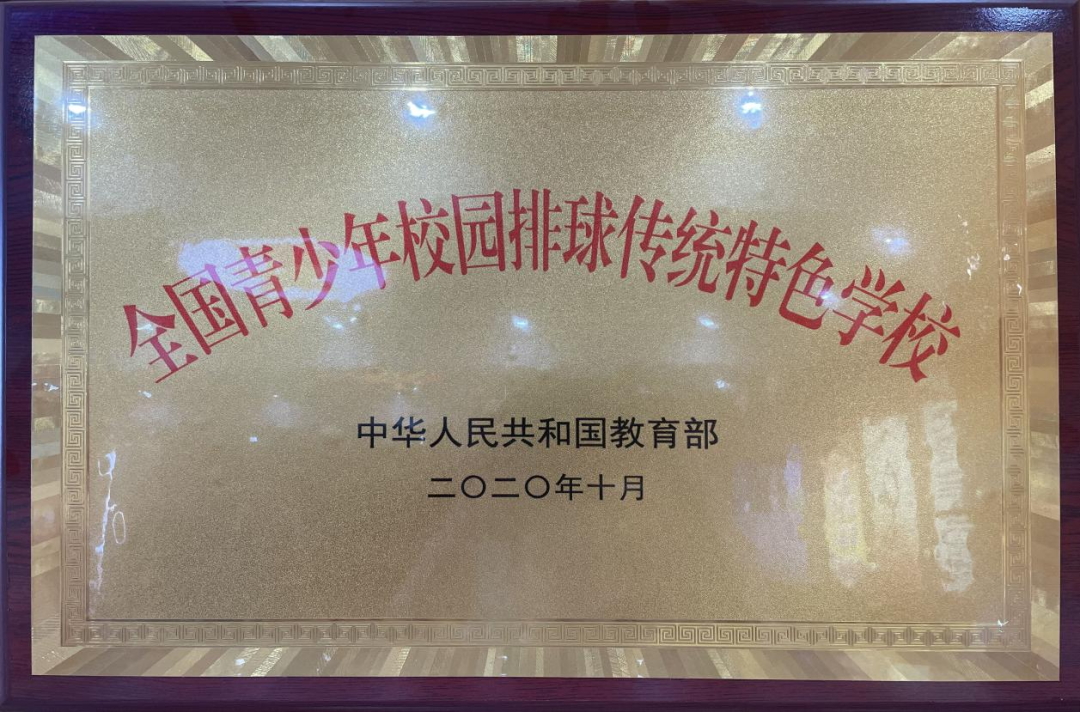 全国青少年校园排球传统特色学校
中华人民共和国教育部
二〇二〇年十月